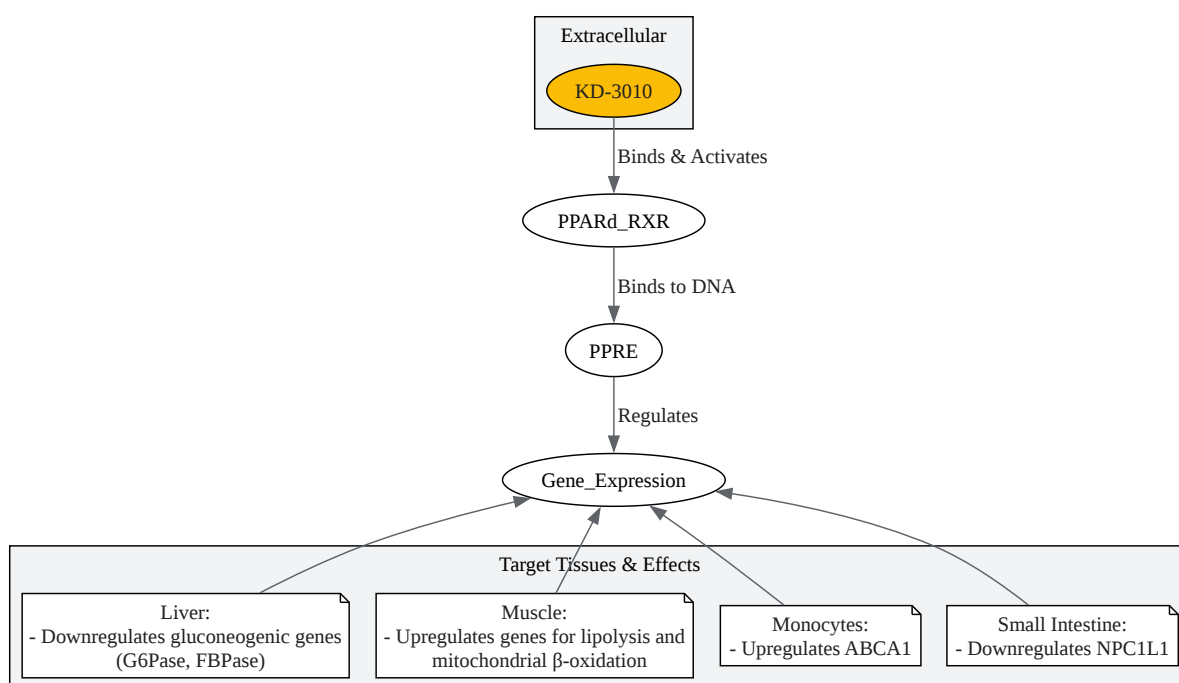 Extracellular
KD-3010
Binds & Activates
PPARd_RXR
Binds to DNA
PPRE
Regulates
Gene_Expression
Target Tissues & Effects
Liver:
- Downregulates gluconeogenic genes
(G6Pase, FBPase)
Muscle:
- Upregulates genes for lipolysis and
mitochondrial β-oxidation
Monocytes:
- Upregulates ABCA1
Small Intestine:
- Downregulates NPC1L1